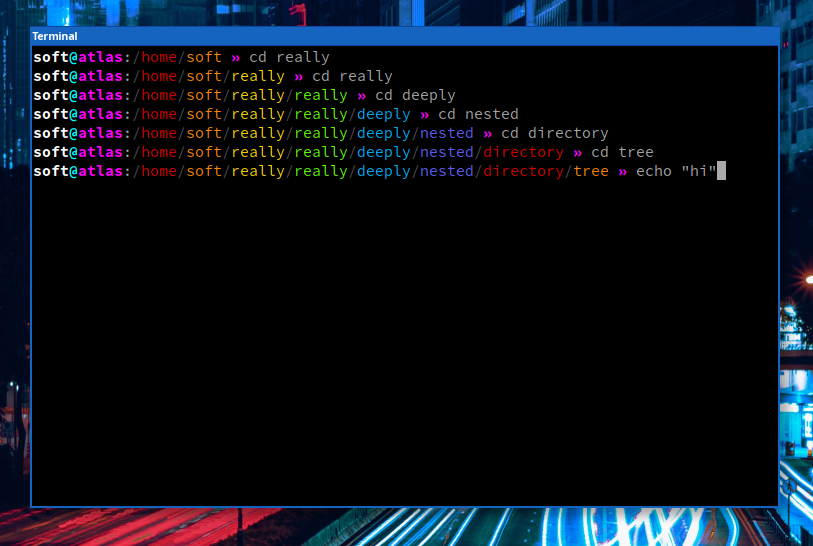 Terminal
soft@atlas:/home/soft » cd really
soft@atlas:/home/soft/really » cd really
soft@atlas:/home/soft/really/really » cd deeply
soft@atlas:/home/soft/really/really/deeply » cd nested
soft@atlas:/home/soft/really/really/deeply/nested » cd directory
soft@atlas:/home/soft/really/really/deeply/nested/directory » cd tree
soft@atlas:/home/soft/really/really/deeply/nested/directory/tree » echo "hi"